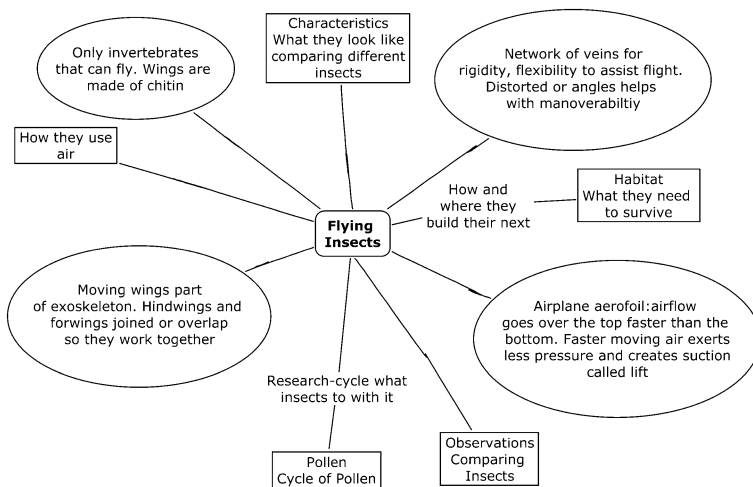 Characteristics
What they look like
comparing different
insects
Only invertebrates
that can fly. Wings are
made of chitin
Network of veins for
rigidity, flexibility to assist flight.
Distorted or angles helps
with manoverabiltiy
How they use
air
How and
where they
build their next
Habitat
What they need
to survive
Flying
Insects
Moving wings part
of exoskeleton. Hindwings and
forwings joined or overlap
so they work together
Airplane aerofoil:airflow
goes over the top faster than the
bottom. Faster moving air exerts
less pressure and creates suction
called lift
Research-cycle what
insects to with it
Pollen
Cycle of Pollen
Observations
Comparing
Insects